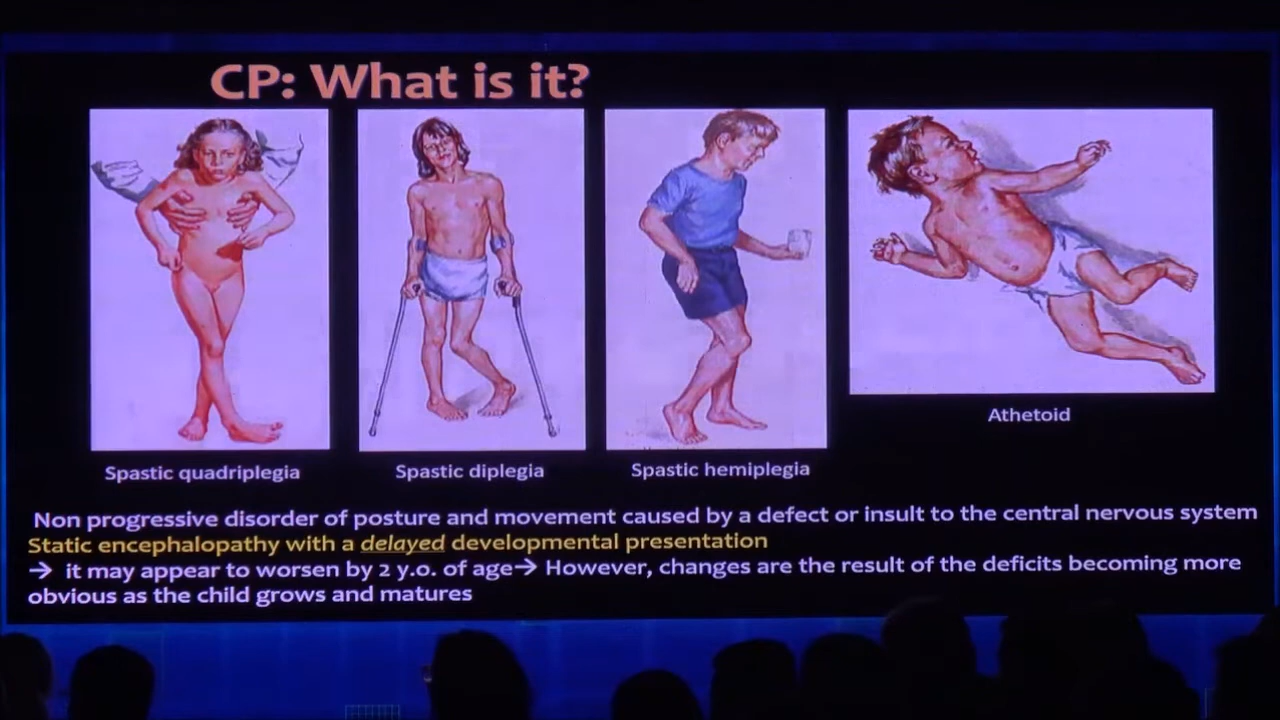 CP: What is it?
Spastic quadriplegia
Spastic diplegia
Spastic hemiplegia
Athetoid
Non progressive disorder of posture and movement caused by a defect or insult to the central nervous system
Static encephalopathy with a delayed developmental presentation
→ it may appear to worsen by 2 y.o. of age→ However, changes are the result of the deficits becoming more
obvious as the child grows and matures